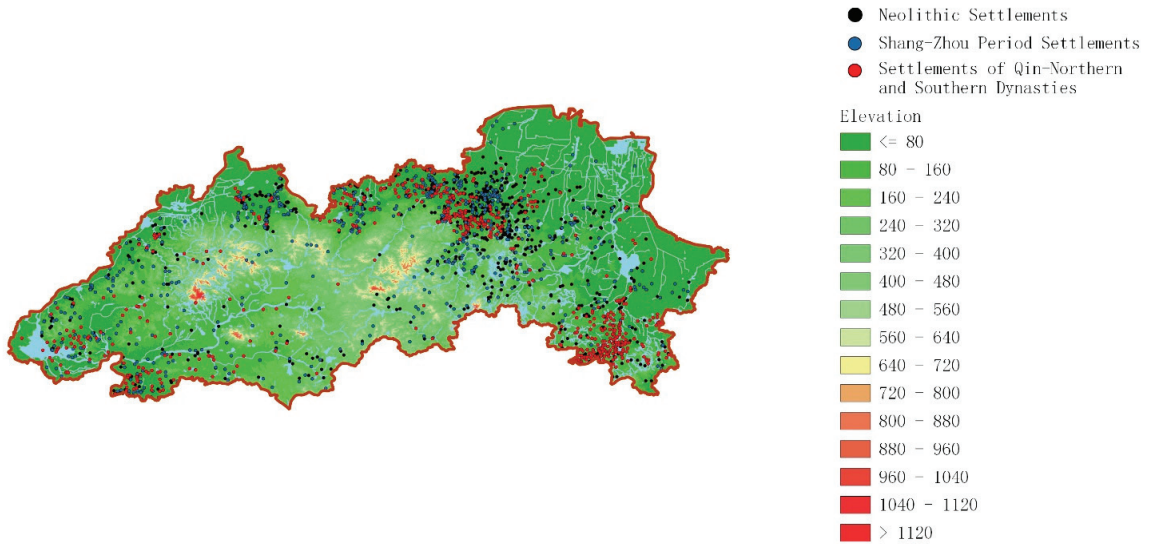 Neolithic Settlements
Shang-Zhou Period Settlements
Settlements of Qin-Northern
and Southern Dynasties
Elevation
<= 80
80 - 160
160 - 240
240 - 320
320 - 400
400 - 480
480 - 560
560 - 640
640 - 720
720 - 800
800 - 880
880 - 960
960 - 1040
1040 - 1120
> 1120